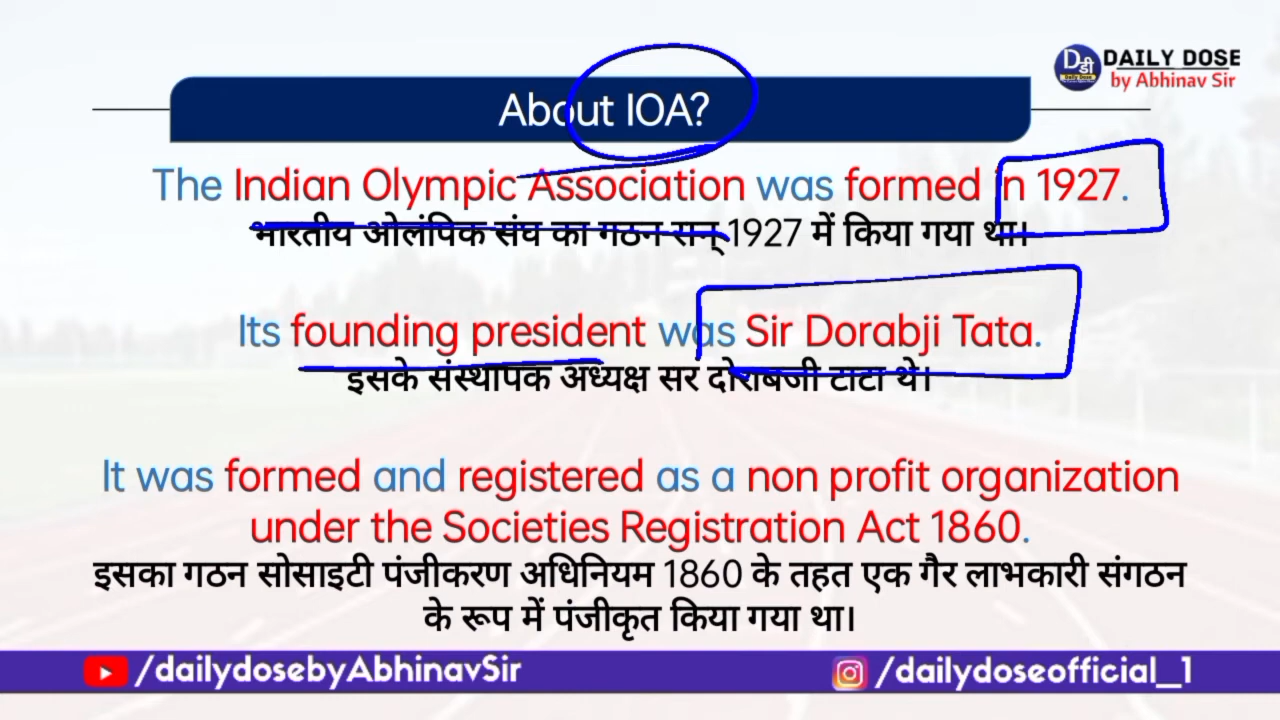 DAILY DOSE
by Abhinav Sir
About IOA?
The Indian Olympic Association was formed in 1927.
भारतीय ओलंपिक संघ का गठन सन् 1927 में किया गया था।
Its founding president was Sir Dorabji Tata.
इसके संस्थापक अध्यक्ष सर दोराबजी टाटा थे।
It was formed and registered as a non profit organization
under the Societies Registration Act 1860.
इसका गठन सोसाइटी पंजीकरण अधिनियम 1860 के तहत एक गैर लाभकारी संगठन
के रूप में पंजीकृत किया गया था।
/dailydosebyAbhinavSir
/dailydoseofficial_1